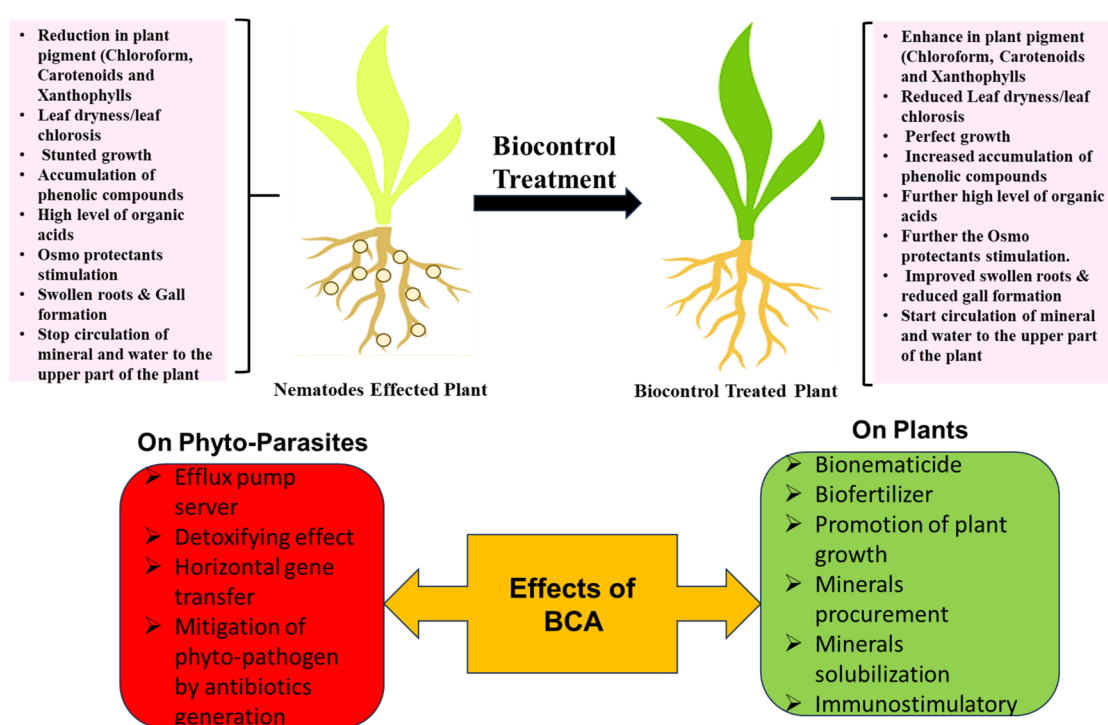 • Reduction in plant
pigment (Chloroform,
Carotenoids and
Xanthophylls
• Leaf dryness/leaf
chlorosis
• Stunted growth
• Accumulation of
phenolic compounds
• High level of organic
acids
• Osmo protectants
stimulation
• Swollen roots & Gall
formation
• Stop circulation of
mineral and water to the
upper part of the plant
Nematodes Effected Plant
Biocontrol
Treatment
Biocontrol Treated Plant
• Enhance in plant pigment
(Chloroform, Carotenoids
and Xanthophylls
• Reduced Leaf dryness/leaf
chlorosis
• Perfect growth
• Increased accumulation of
phenolic compounds
• Further high level of organic
acids
• Further the Osmo
protectants stimulation.
• Improved swollen roots &
reduced gall formation
• Start circulation of mineral
and water to the upper part
of the plant
On Phyto-Parasites
➢ Efflux pump
server
➢ Detoxifying effect
➢ Horizontal gene
transfer
➢ Mitigation of
phyto-pathogen
by antibiotics
generation
Effects of
BCA
On Plants
➢ Bionematicide
➢ Biofertilizer
➢ Promotion of plant
growth
➢ Minerals
procurement
➢ Minerals
solubilization
➢ Immunostimulatory